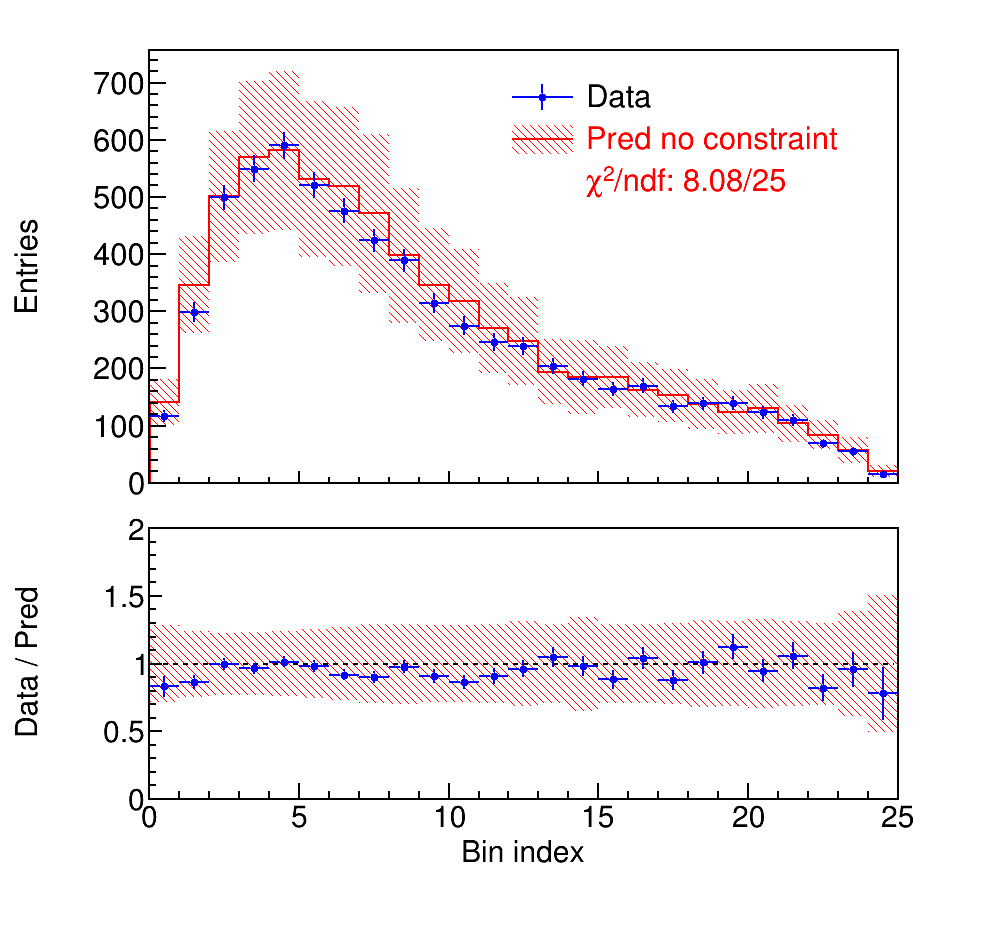 700
600
500
400
300
200
100
0
Entries
Data
Pred no constraint
χ²/ndf: 8.08/25
2
1.5
1
0.5
0
Data / Pred
0 5 10 15 20 25
Bin index